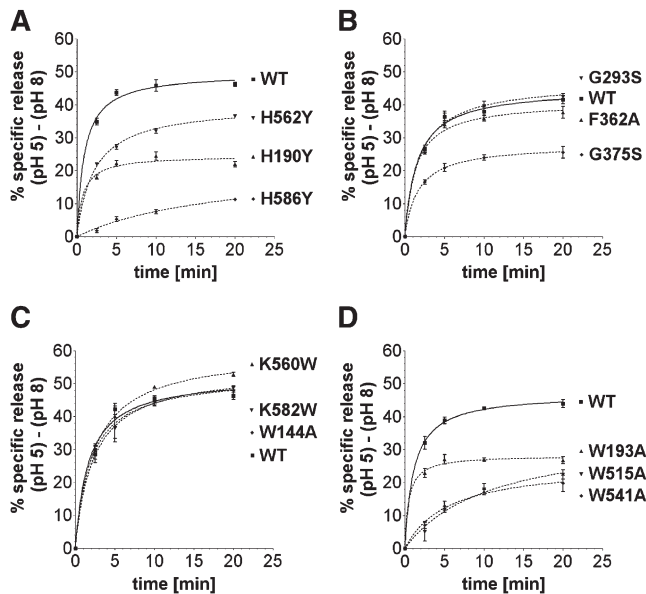 A
% specific release
(pH 5) – (pH 8)
60
50
40
30
20
10
0
0 5 10 15 20 25
time [min]
WT
H562Y
H190Y
H586Y
B
% specific release
(pH 5) – (pH 8)
60
50
40
30
20
10
0
0 5 10 15 20 25
time [min]
G293S
WT
F362A
G375S
C
% specific release
(pH 5) – (pH 8)
60
50
40
30
20
10
0
0 5 10 15 20 25
time [min]
K560W
K582W
W144A
WT
D
% specific release
(pH 5) – (pH 8)
60
50
40
30
20
10
0
0 5 10 15 20 25
time [min]
WT
W193A
W515A
W541A